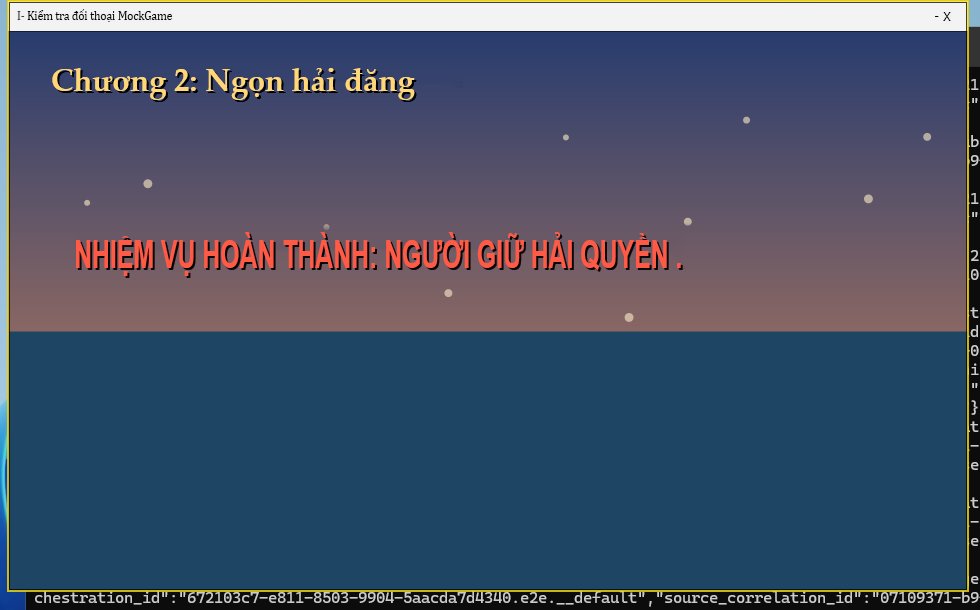 I- Kiểm tra đối thoại MockGame
- X
Chương 2: Ngọn hải đăng
NHIỆM VỤ HOÀN THÀNH: NGƯỜI GIỮ HẢI QUYỀN .
chestration_id":"672103c7-e811-8503-9904-5aacda7d4340.e2e.__default","source_correlation_id":"07109371-b9